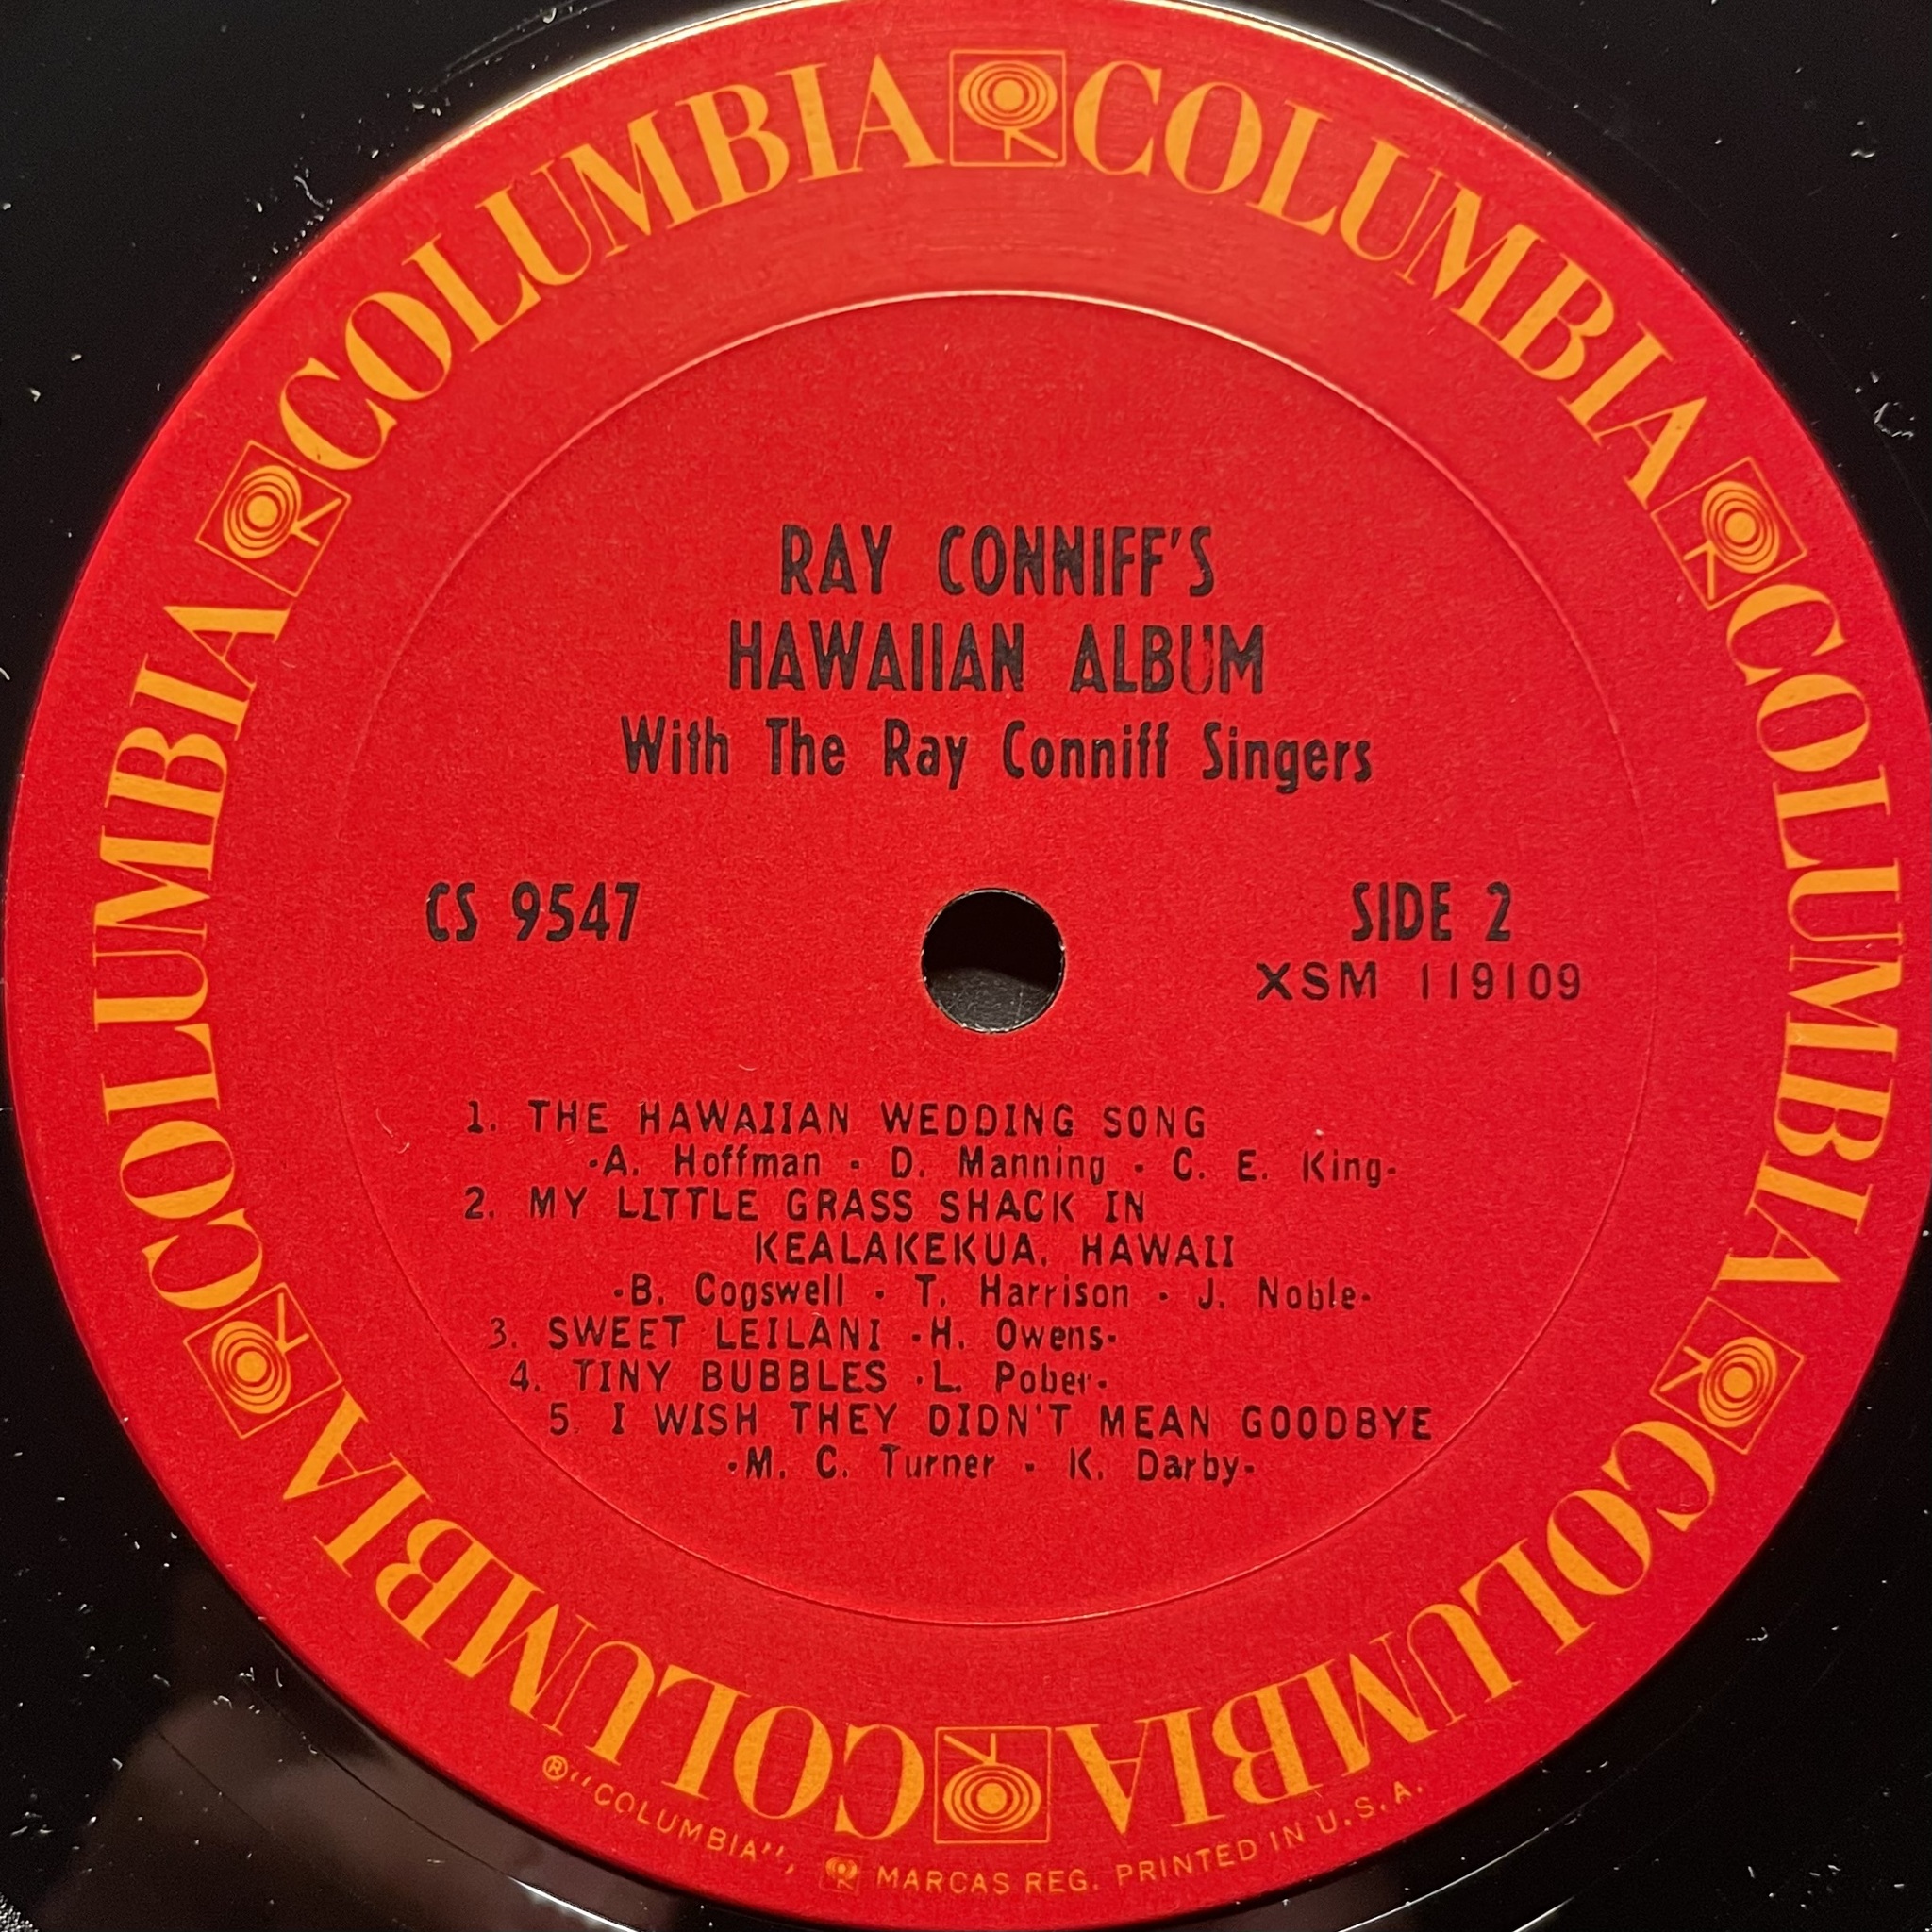 COLUMBIA COLUMBIA COLUMBIA COLUMBIA COLUMBIA COLUMBIA
RAY CONNIFF'S
HAWAIIAN ALBUM
With The Ray Conniff Singers
CS 9547
SIDE 2
XSM 119109
1. THE HAWAIIAN WEDDING SONG
-A. Hoffman - D. Manning - C. E. King-
2. MY LITTLE GRASS SHACK IN
KEALAKEKUA, HAWAII
-B. Cogswell - T. Harrison - J. Noble-
3. SWEET LEILANI -H. Owens-
4. TINY BUBBLES -L. Pober-
5. I WISH THEY DIDN'T MEAN GOODBYE
-M. C. Turner - K. Darby-
® "COLUMBIA", MARCAS REG. PRINTED IN U.S.A.